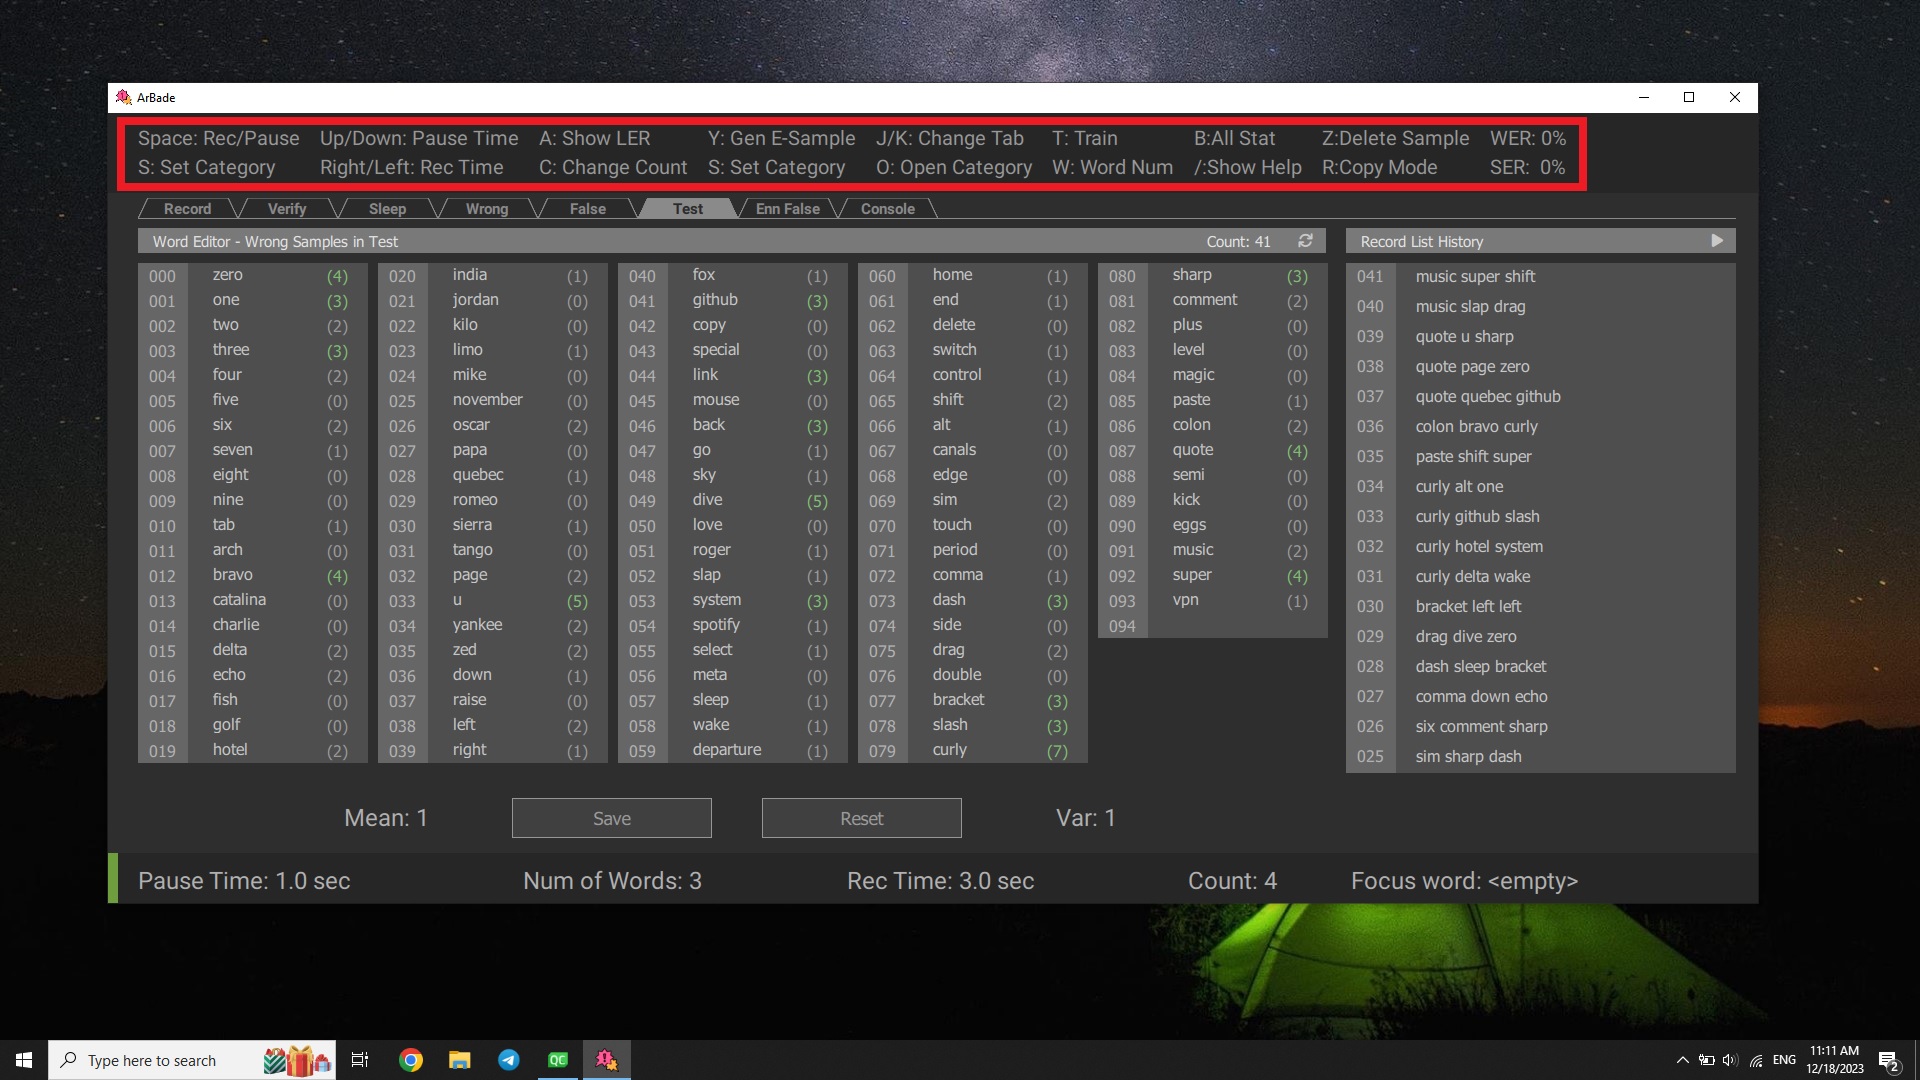 ArBade
Space: Rec/Pause Up/Down: Pause Time A: Show LER Y: Gen E-Sample J/K: Change Tab T: Train B:All Stat Z:Delete Sample WER: 0%
S: Set Category Right/Left: Rec Time C: Change Count S: Set Category O: Open Category W: Word Num /:Show Help R:Copy Mode SER: 0%
Record Verify Sleep Wrong False Test Enn False Console
Word Editor - Wrong Samples in Test Count: 41
000 zero (4)
001 one (3)
002 two (2)
003 three (3)
004 four (2)
005 five (0)
006 six (2)
007 seven (1)
008 eight (0)
009 nine (0)
010 tab (1)
011 arch (0)
012 bravo (4)
013 catalina (0)
014 charlie (0)
015 delta (2)
016 echo (2)
017 fish (0)
018 golf (0)
019 hotel (2)
020 india (1)
021 jordan (0)
022 kilo (0)
023 limo (1)
024 mike (0)
025 november (0)
026 oscar (2)
027 papa (0)
028 quebec (1)
029 romeo (0)
030 sierra (1)
031 tango (0)
032 page (2)
033 u (5)
034 yankee (2)
035 zed (2)
036 down (1)
037 raise (0)
038 left (2)
039 right (1)
040 fox (1)
041 github (3)
042 copy (0)
043 special (0)
044 link (3)
045 mouse (0)
046 back (3)
047 go (1)
048 sky (1)
049 dive (5)
050 love (0)
051 roger (1)
052 slap (1)
053 system (3)
054 spotify (1)
055 select (1)
056 meta (0)
057 sleep (1)
058 wake (1)
059 departure (1)
060 home (1)
061 end (1)
062 delete (0)
063 switch (1)
064 control (1)
065 shift (2)
066 alt (1)
067 canals (0)
068 edge (0)
069 sim (2)
070 touch (0)
071 period (0)
072 comma (1)
073 dash (3)
074 side (0)
075 drag (2)
076 double (0)
077 bracket (3)
078 slash (3)
079 curly (7)
080 sharp (3)
081 comment (2)
082 plus (0)
083 level (0)
084 magic (0)
085 paste (1)
086 colon (2)
087 quote (4)
088 semi (0)
089 kick (0)
090 eggs (0)
091 music (2)
092 super (4)
093 vpn (1)
094
Record List History
041 music super shift
040 music slap drag
039 quote u sharp
038 quote page zero
037 quote quebec github
036 colon bravo curly
035 paste shift super
034 curly alt one
033 curly github slash
032 curly hotel system
031 curly delta wake
030 bracket left left
029 drag dive zero
028 dash sleep bracket
027 comma down echo
026 six comment sharp
025 sim sharp dash
Mean: 1 Save Reset Var: 1
Pause Time: 1.0 sec Num of Words: 3 Rec Time: 3.0 sec Count: 4 Focus word: <empty>
Type here to search
QC
ENG
11:11 AM
12/18/2023
2